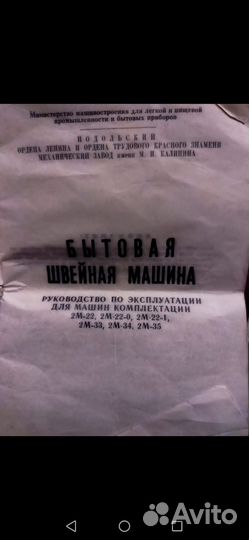 Министерство машиностроения для легкой и пищевой
промышленности и бытовых приборов
ПОДОЛЬСКИЙ
ОРДЕНА ЛЕНИНА И ОРДЕНА ТРУДОВОГО КРАСНОГО ЗНАМЕНИ
МЕХАНИЧЕСКИЙ ЗАВОД имени М. И. КАЛИНИНА
БЫТОВАЯ
ШВЕЙНАЯ МАШИНА
РУКОВОДСТВО ПО ЭКСПЛУАТАЦИИ
ДЛЯ МАШИН КОМПЛЕКТАЦИИ
2М-22, 2М-22-0, 2М-22-1,
2М-33, 2М-34, 2М-35
Avito